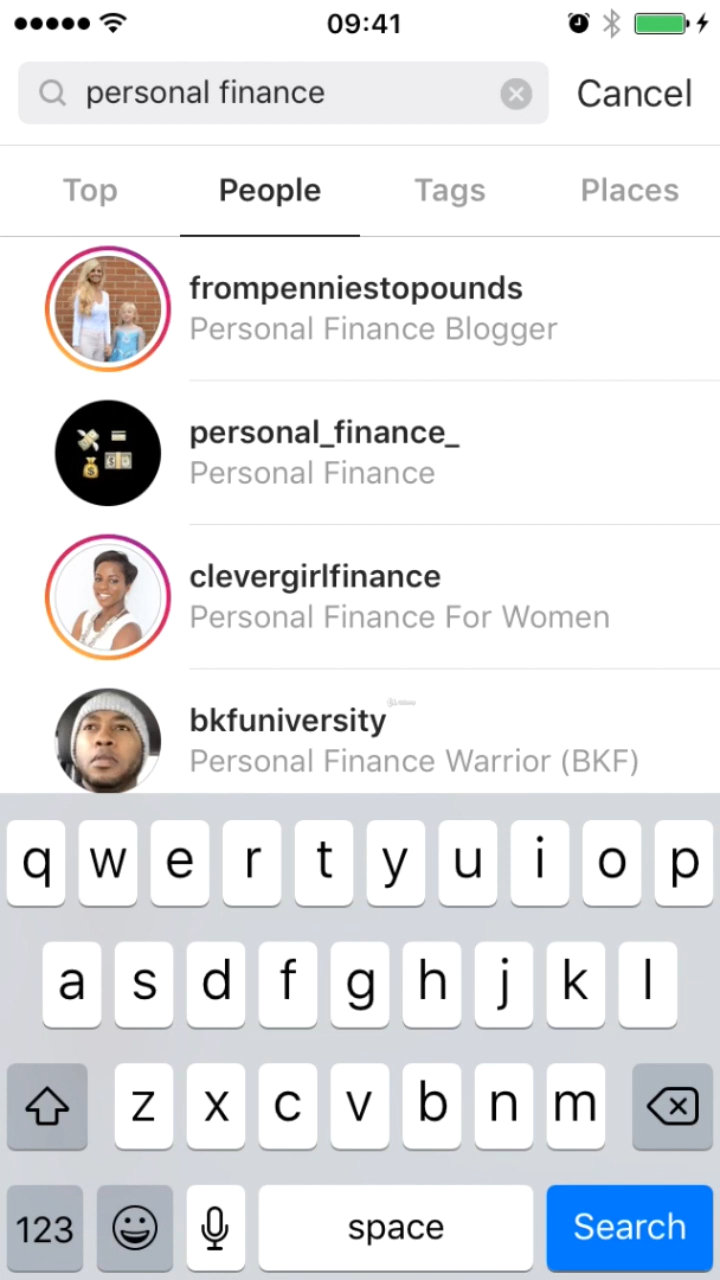 09:41
personal finance
Cancel
Top People Tags Places
frompenniestopounds
Personal Finance Blogger
personal_finance_
Personal Finance
clevergirlfinance
Personal Finance For Women
bkfuniversity
Personal Finance Warrior (BKF)
q w e r t y u i o p
a s d f g h j k l
z x c v b n m
123 space Search